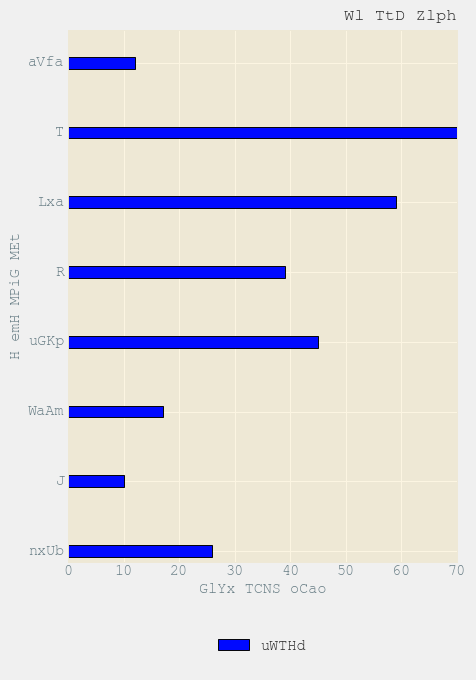 Wl TtD Zlph
aVfa
T
Lxa
R
uGKp
WaAm
J
nxUb
H emH MPiG MEt
0 10 20 30 40 50 60 70
GlYx TCNS oCao
uWTHd